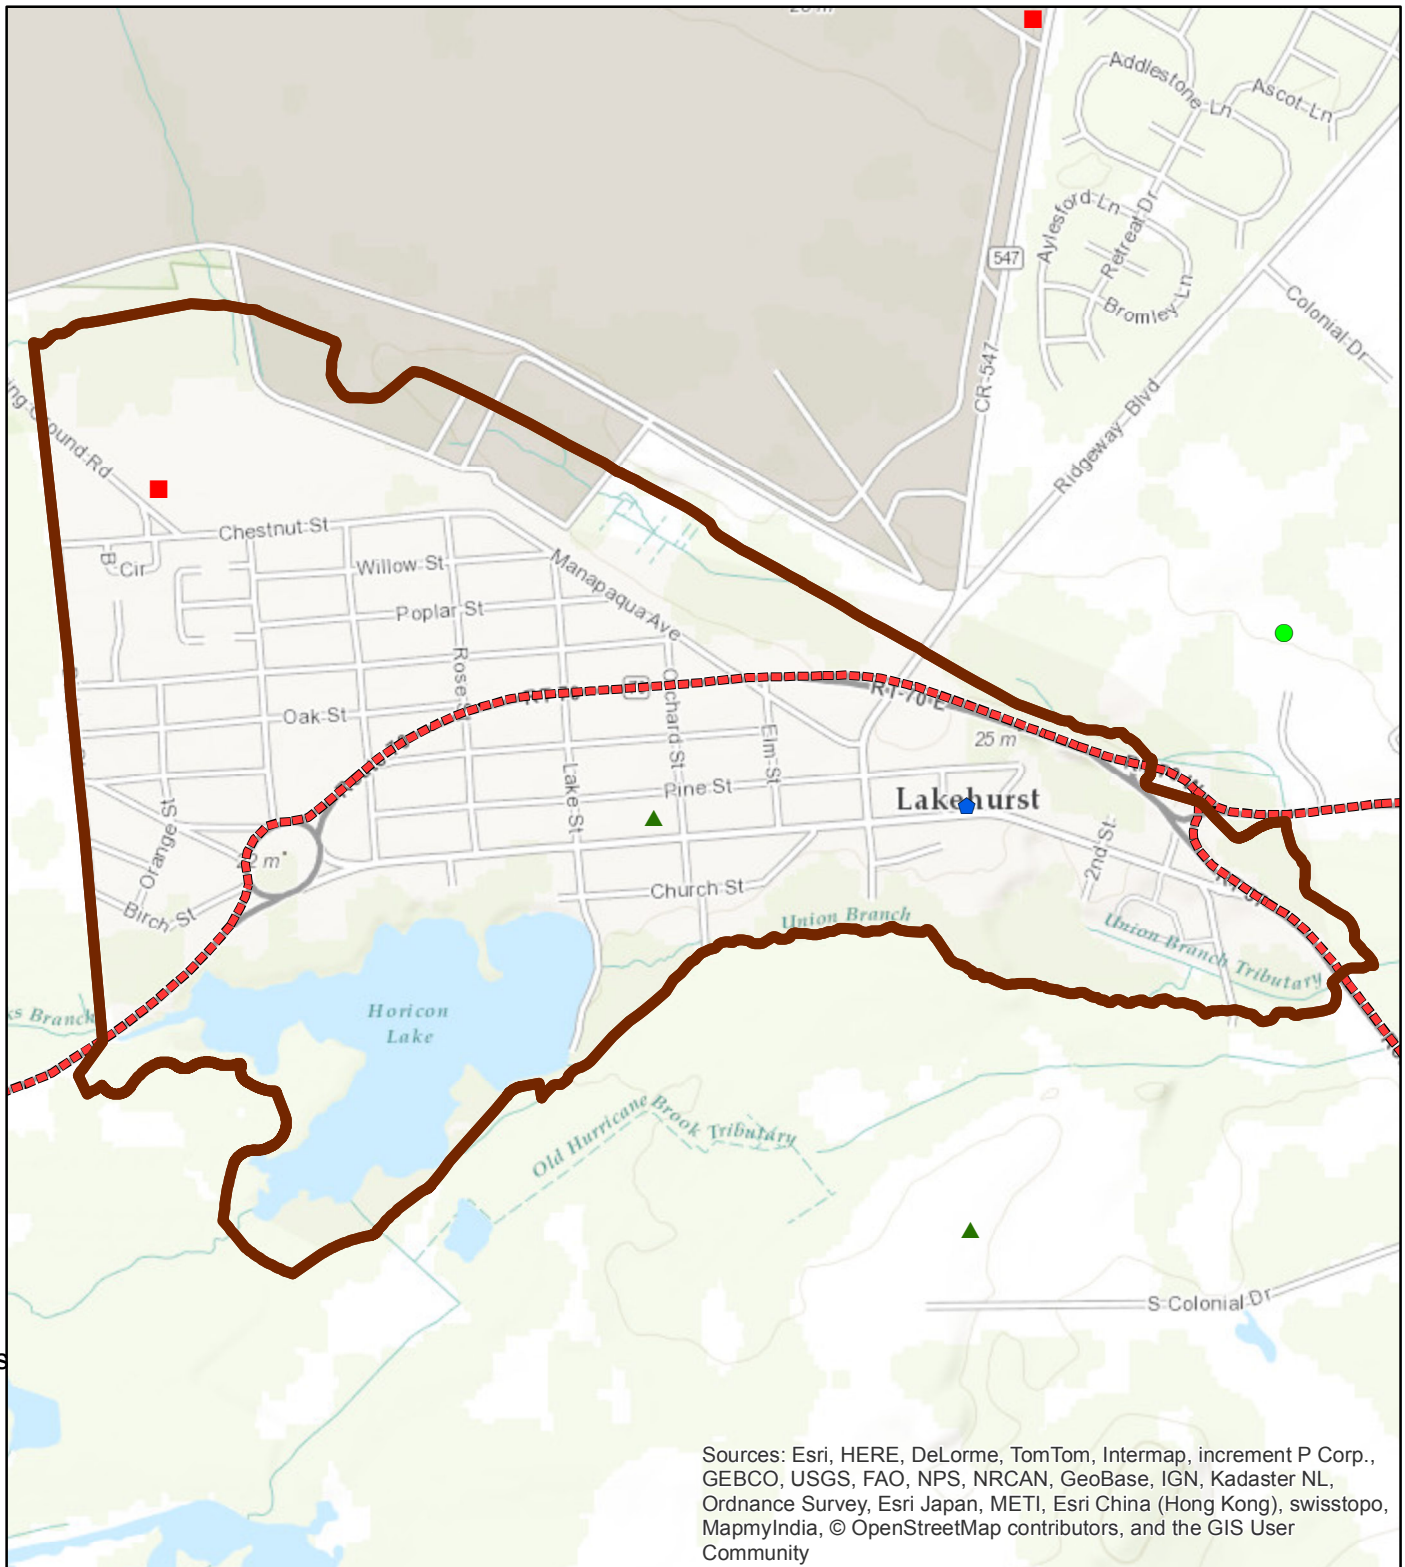 Addlestone Ln
Ascot Ln
Aylesford Ln
Retreat Dr
Bromley Ln
547
Colonial Dr
CR-547
Ridgeway Blvd
Ground Rd
Chestnut St
B
Cir
Willow St
Manapaqua Ave
Poplar St
Rose St
Orchard St
RT-70-E
Oak St
25 m
Elm St
Lake St
Pine St
Lakehurst
Orange St
2nd St
Church St
Birch St
Union Branch
Union Branch Tributary
Horicon
Lake
Old Hurricane Brook Tributary
S Colonial Dr
s
Sources: Esri, HERE, DeLorme, TomTom, Intermap, increment P Corp.,
GEBCO, USGS, FAO, NPS, NRCAN, GeoBase, IGN, Kadaster NL,
Ordnance Survey, Esri Japan, METI, Esri China (Hong Kong), swisstopo,
MapmyIndia, © OpenStreetMap contributors, and the GIS User
Community